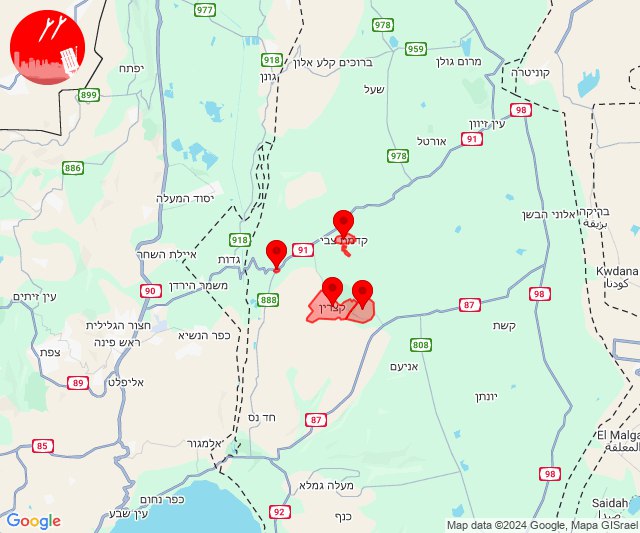 977
918
יפתח
גונן
ברוכים קלע אלון
959
מרום גולן
קוניטרה
899
שעל
98
עין זיוון
91
אורטל
978
978
886
יסוד המעלה
אלוני הבשן
בריקה
بريقة
קדמת צבי
918
91
איילת השחר
גדות
Kwdana
כודנא
كودنا
עין זיתים
90
משמר הירדן
888
98
87
קצרין
קשת
חצור הגלילית
כפר הנשיא
ראש פינה
צפת
808
אניעם
89
אליפלט
יונתן
חד נס
87
85
אלמגור
El Malga
المعلقة
98
מעלה גמלא
כפר נחום
Saidah
עין שבע
92
כנף
Google
Map data ©2024 Google, Mapa GISrael